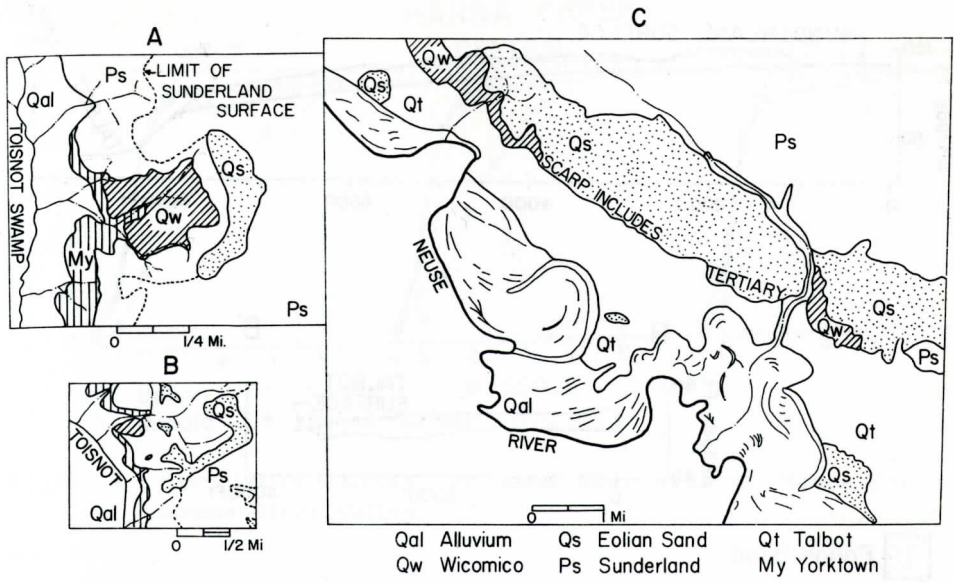 A
Qal
Ps
LIMIT OF
SUNDERLAND
SURFACE
TOISNOT SWAMP
Qs
Qw
My
Ps
1/4 Mi.
B
Qs
TOISNOT
Ps
Qal
0 1/2 Mi
C
Qw
Qs
Qt
Qs
Ps
SCARP INCLUDES
TERTIARY
NEUSE
Qs
Qw
Ps
Qt
Qal
RIVER
Qt
Qs
0 Mi
Qal Alluvium Qs Eolian Sand Qt Talbot
Qw Wicomico Ps Sunderland My Yorktown